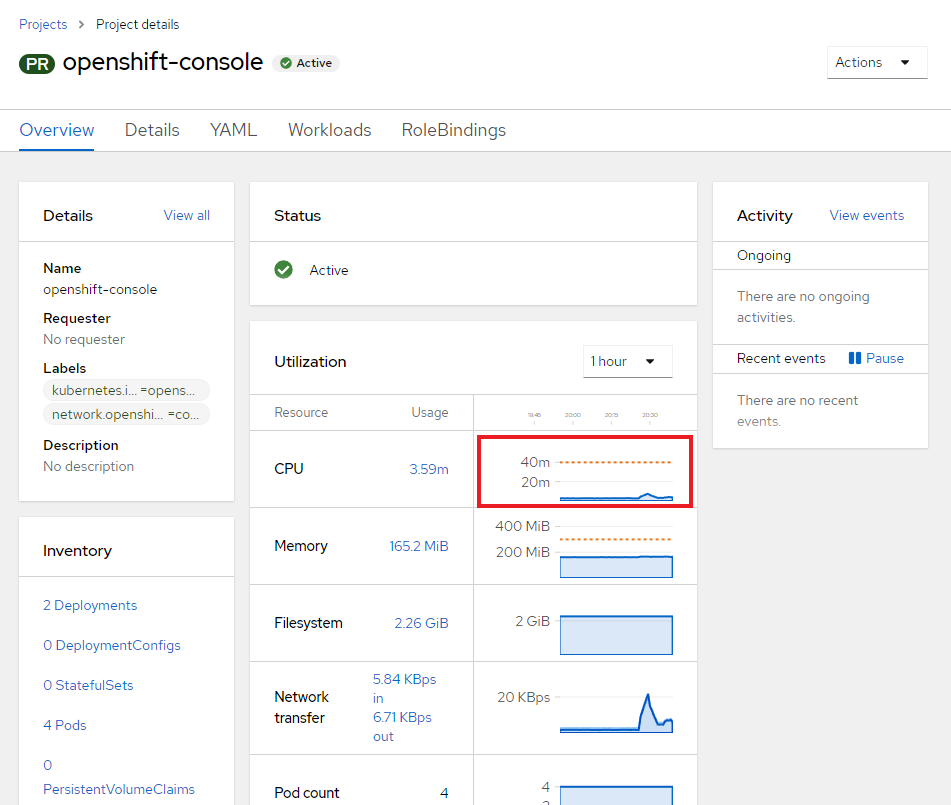 Projects > Project details
PR openshift-console Active
Actions
Overview Details YAML Workloads RoleBindings
Details View all
Name
openshift-console
Requester
No requester
Labels
kubernetes.i... =opens...
network.openshi... =co...
Description
No description
Inventory
2 Deployments
0 DeploymentConfigs
0 StatefulSets
4 Pods
0
PersistentVolumeClaims
Status
Active
Utilization 1 hour
Resource Usage 19:45 20:00 20:15 20:30
CPU 3.59m 40m
20m
Memory 165.2 MiB 400 MiB
200 MiB
Filesystem 2.26 GiB 2 GiB
Network transfer 5.84 KBps in 6.71 KBps out 20 KBps
Pod count 4 4
Activity View events
Ongoing
There are no ongoing
activities.
Recent events Pause
There are no recent
events.